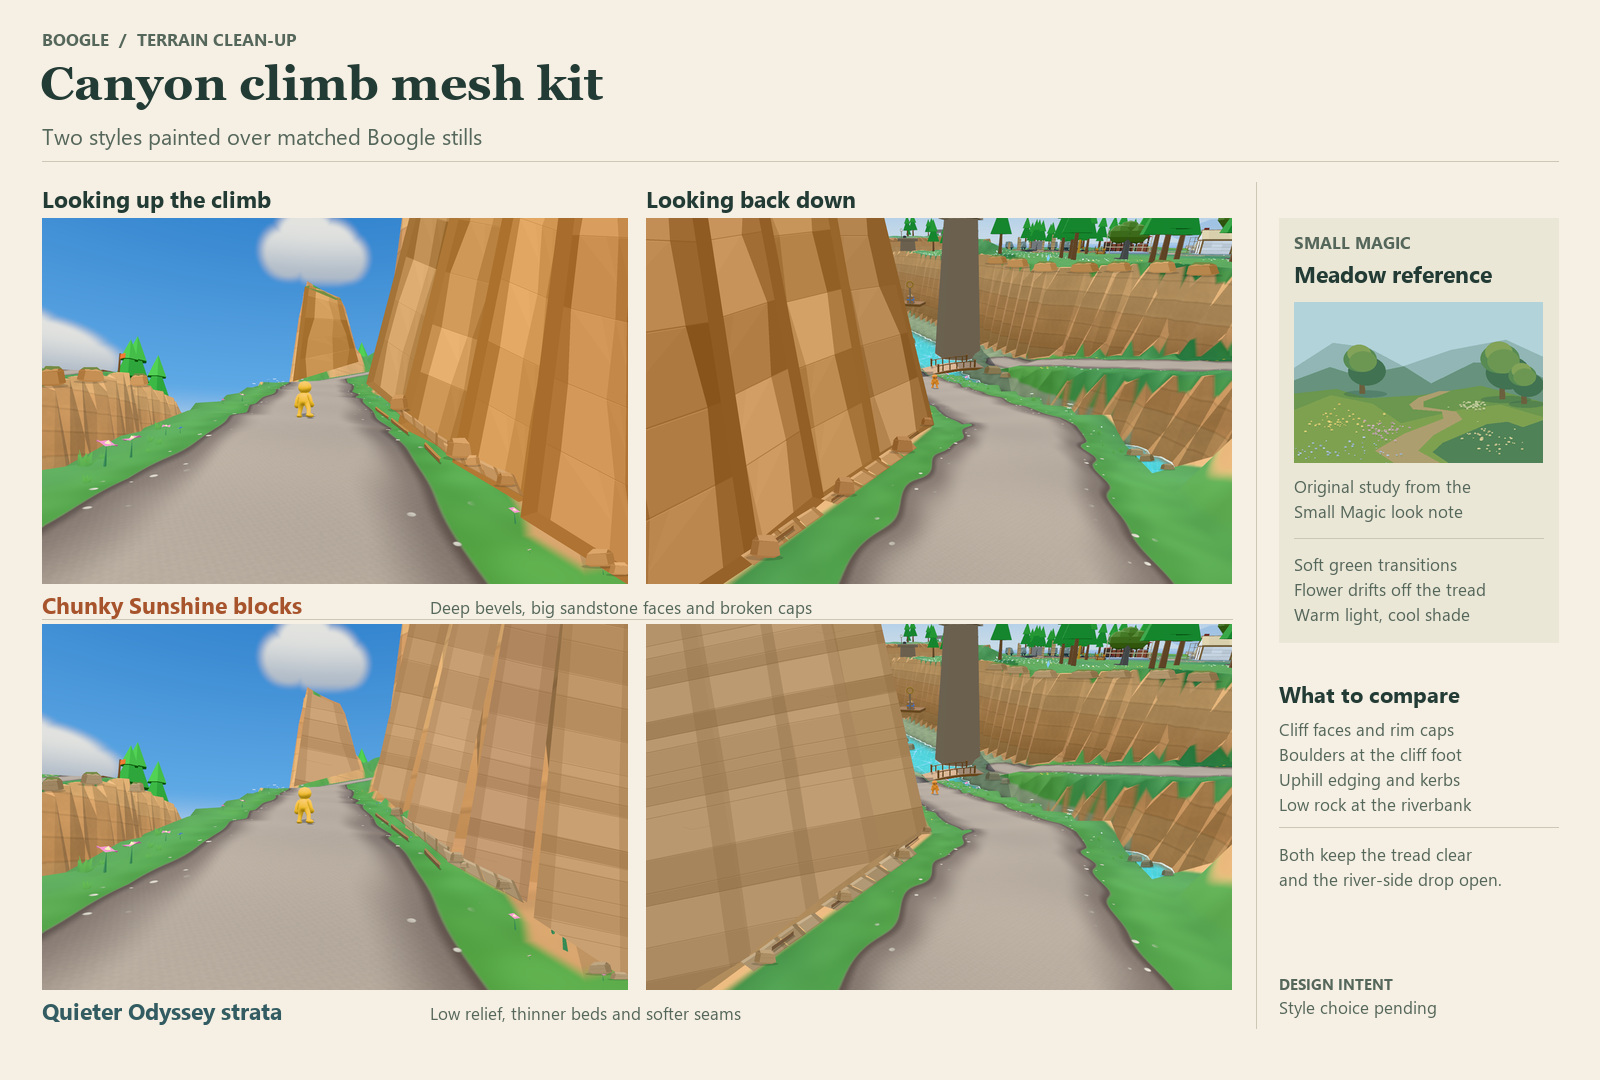 BOOGLE / TERRAIN CLEAN-UP
Canyon climb mesh kit
Two styles painted over matched Boogle stills
Looking up the climb
Looking back down
Chunky Sunshine blocks
Deep bevels, big sandstone faces and broken caps
Quieter Odyssey strata
Low relief, thinner beds and softer seams
SMALL MAGIC
Meadow reference
Original study from the
Small Magic look note
Soft green transitions
Flower drifts off the tread
Warm light, cool shade
What to compare
Cliff faces and rim caps
Boulders at the cliff foot
Uphill edging and kerbs
Low rock at the riverbank
Both keep the tread clear
and the river-side drop open.
DESIGN INTENT
Style choice pending